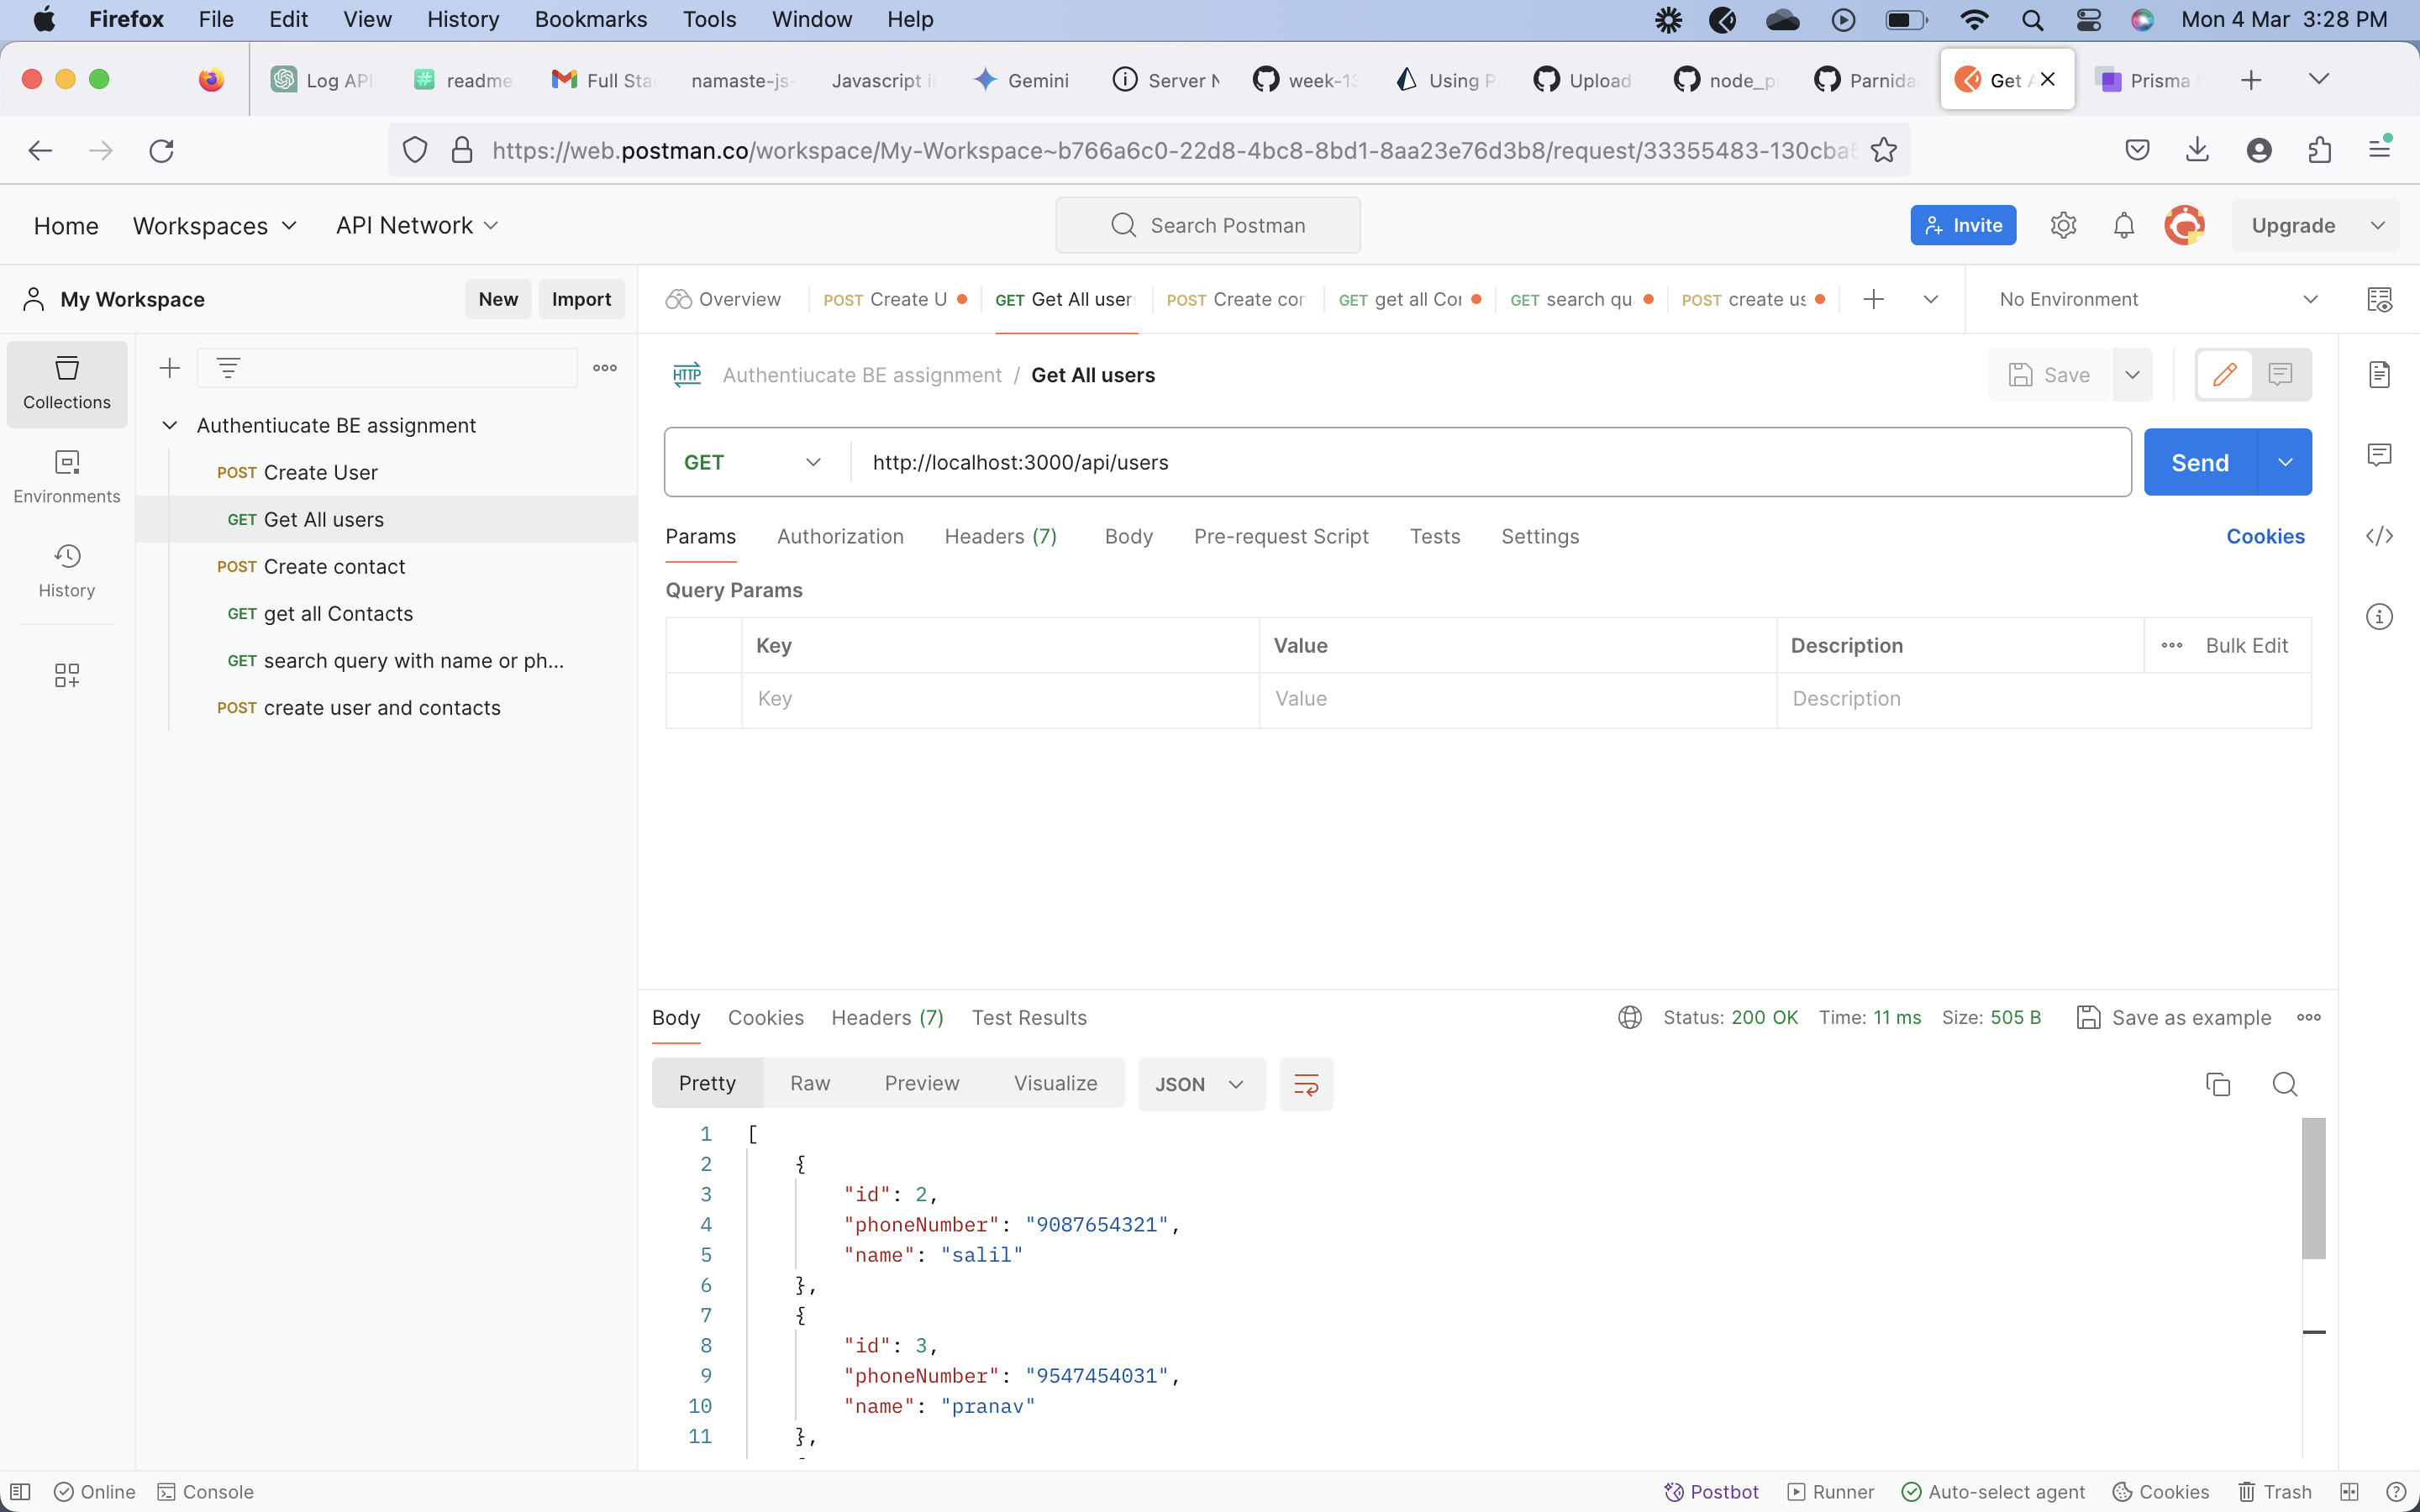 Firefox File Edit View History Bookmarks Tools Window Help Mon 4 Mar 3:28 PM
Log API readme Full Sta namaste-js- Javascript i Gemini Server N week-13 Using P Upload node_p Parnida Get A Prisma S
https://web.postman.co/workspace/My-Workspace~b766a6c0-22d8-4bc8-8bd1-8aa23e76d3b8/request/33355483-130cba5
Home Workspaces API Network Search Postman Invite Upgrade
My Workspace New Import Overview POST Create U GET Get All user POST Create con GET get all Con GET search qu POST create us No Environment
Collections
Environments
History
Authentiucate BE assignment
POST Create User
GET Get All users
POST Create contact
GET get all Contacts
GET search query with name or ph...
POST create user and contacts
HTTP Authentiucate BE assignment / Get All users Save
GET http://localhost:3000/api/users Send
Params Authorization Headers (7) Body Pre-request Script Tests Settings Cookies
Query Params
Key Value Description Bulk Edit
Key Value Description
Body Cookies Headers (7) Test Results Status: 200 OK Time: 11 ms Size: 505 B Save as example
Pretty Raw Preview Visualize JSON
1 [
2 {
3 "id": 2,
4 "phoneNumber": "9087654321",
5 "name": "salil"
6 },
7 {
8 "id": 3,
9 "phoneNumber": "9547454031",
10 "name": "pranav"
11 },
Online Console Postbot Runner Auto-select agent Cookies Trash